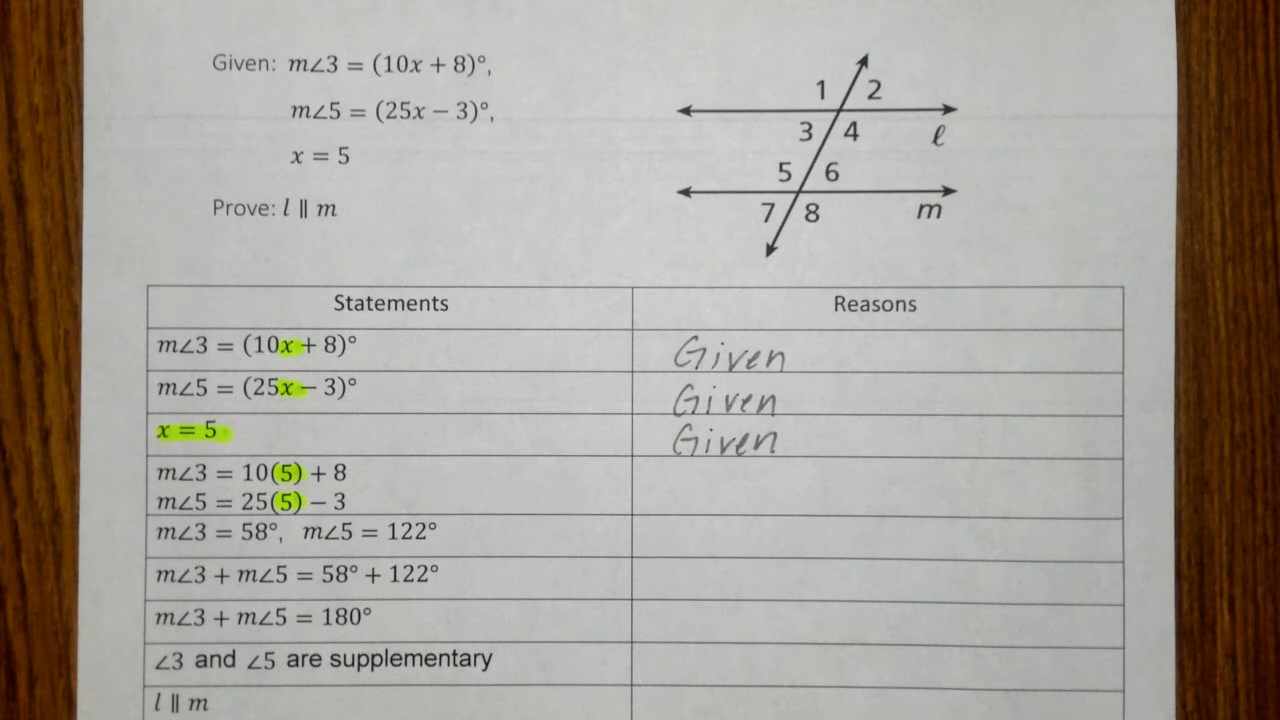 Given: m∠3 = (10x + 8)°,
m∠5 = (25x − 3)°,
x = 5
Prove: l ∥ m
1 2
3 4 ℓ
5 6
7 8 m
Statements Reasons
m∠3 = (10x + 8)° Given
m∠5 = (25x − 3)° Given
x = 5 Given
m∠3 = 10(5) + 8
m∠5 = 25(5) − 3
m∠3 = 58°, m∠5 = 122°
m∠3 + m∠5 = 58° + 122°
m∠3 + m∠5 = 180°
∠3 and ∠5 are supplementary
l ∥ m